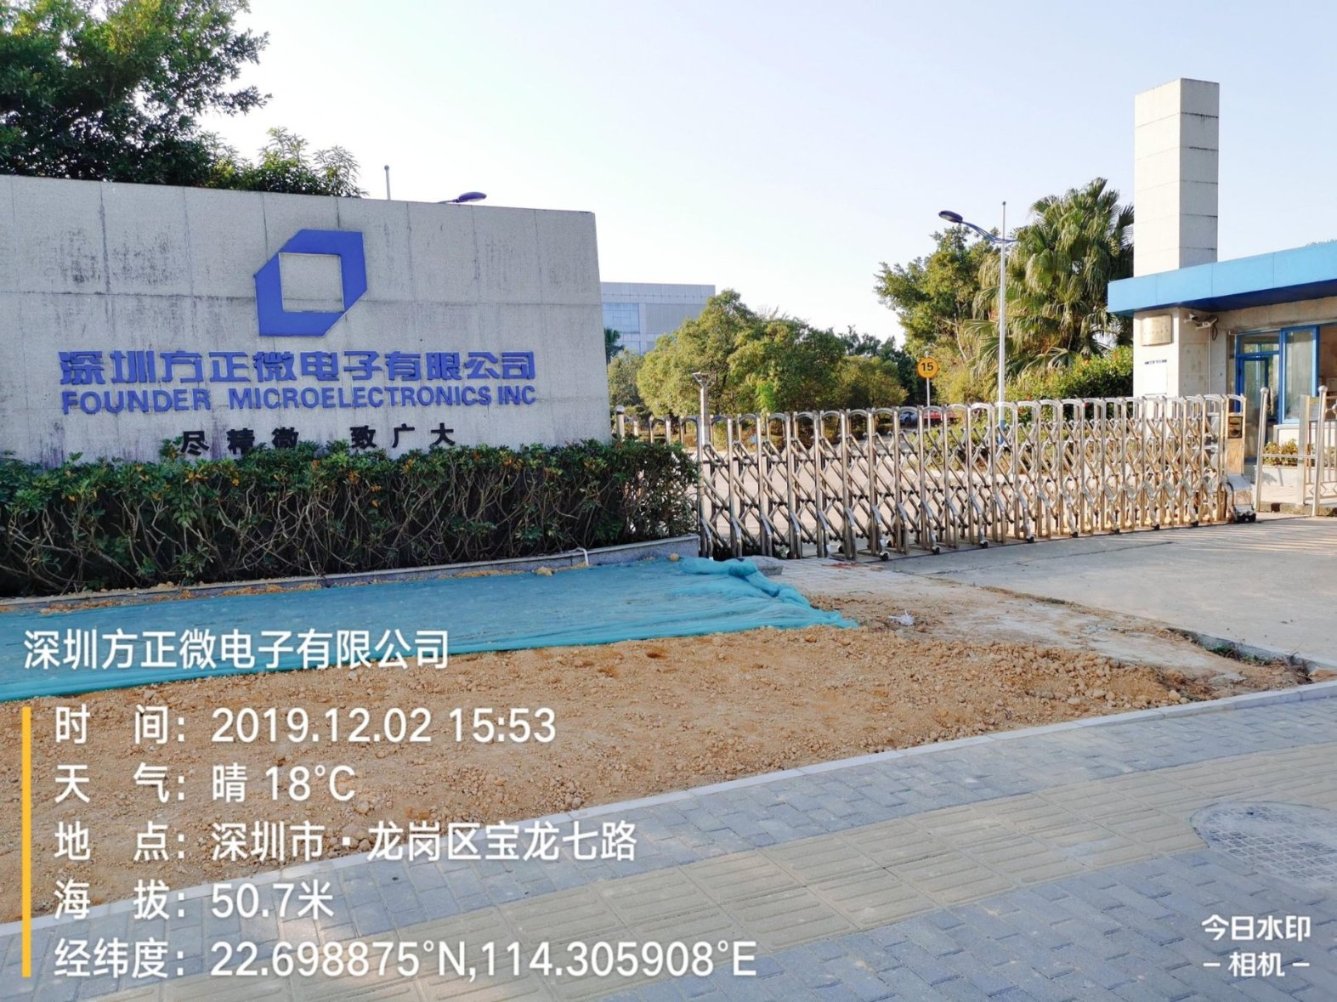 深圳方正微电子有限公司
FOUNDER MICROELECTRONICS INC
尽精微 致广大
15
深圳方正微电子有限公司
时 间：2019.12.02 15:53
天 气：晴 18°C
地 点：深圳市·龙岗区宝龙七路
海 拔：50.7米
经纬度：22.698875°N,114.305908°E
今日水印
相机